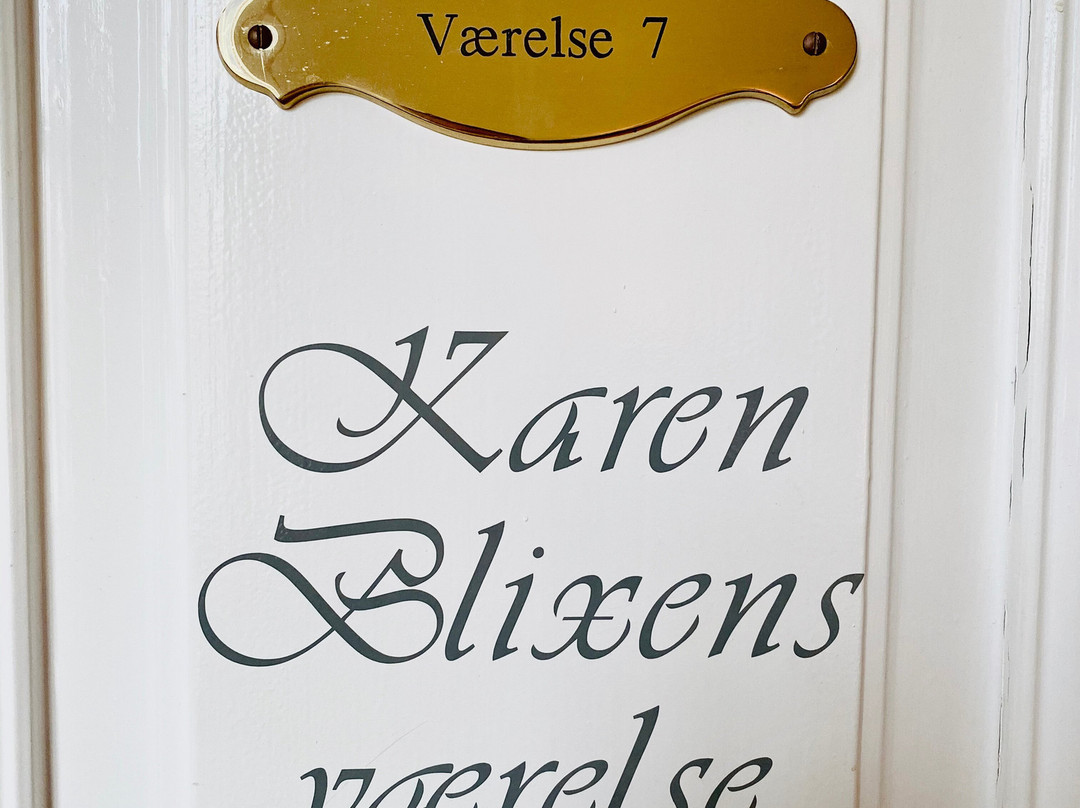 Værelse 7
Karen
Blixens
værelse